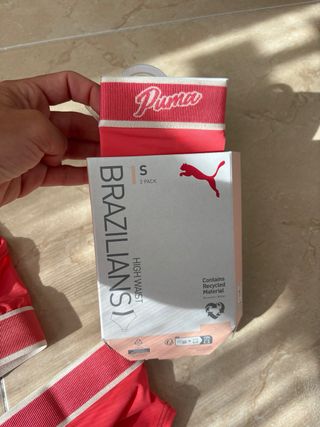 Puma
S
2 PACK
BRAZILIANS)
HIGH WAIST
Contains
Recycled
Material